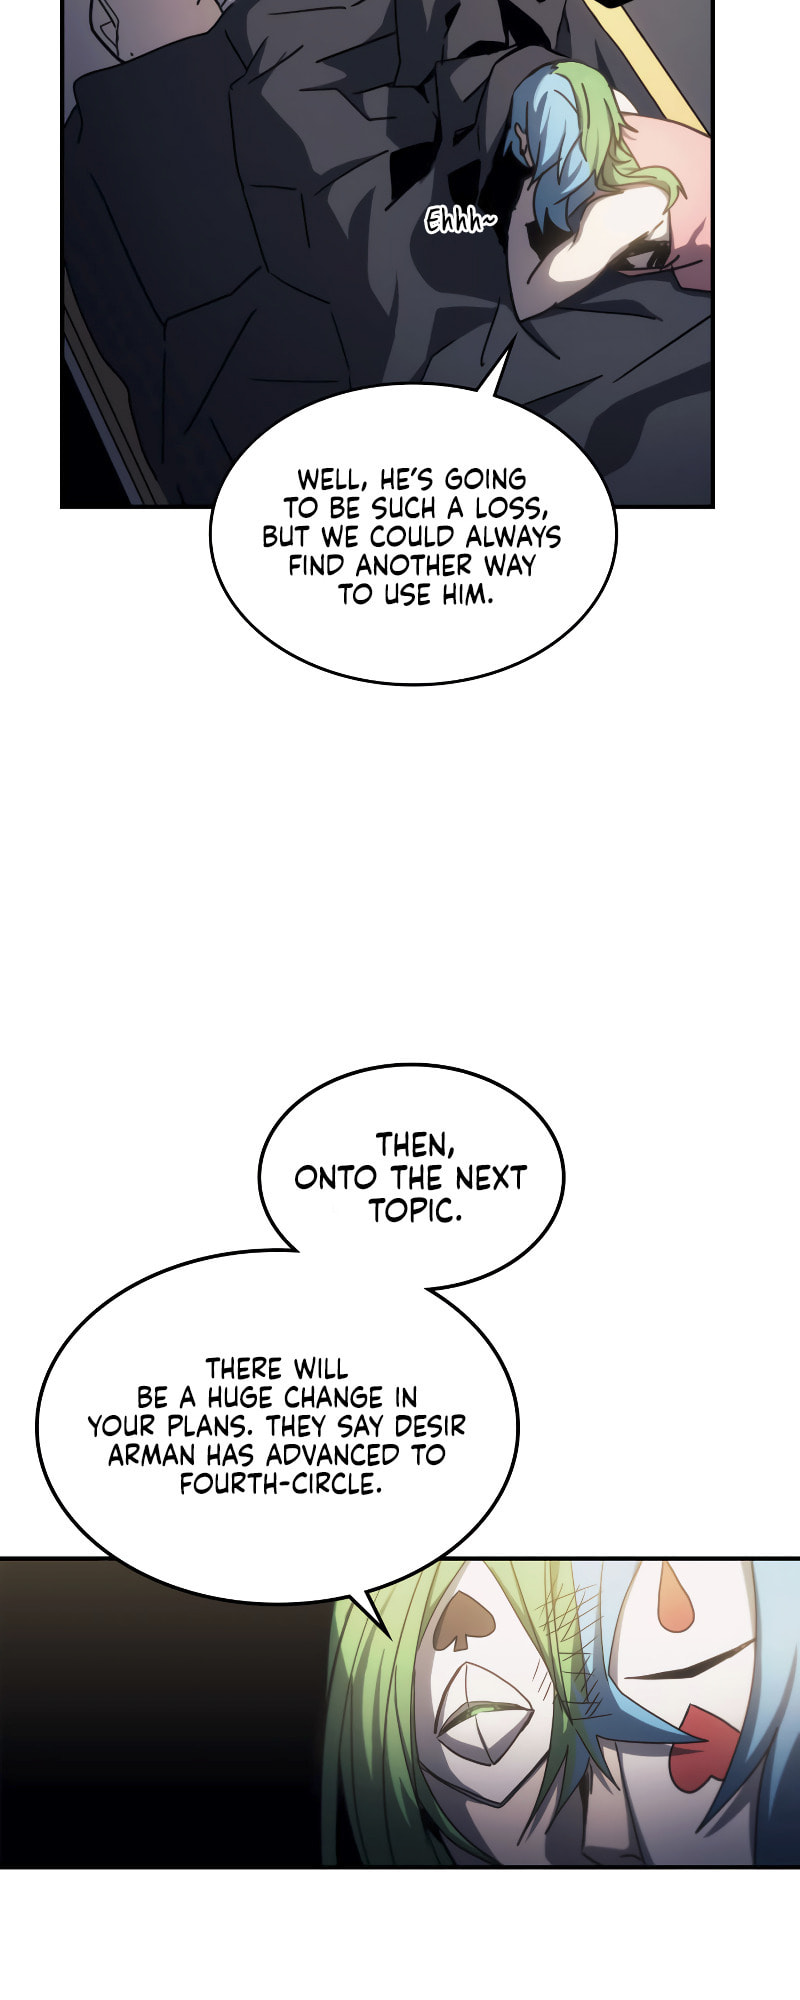 Ehhh~
WELL, HE'S GOING
TO BE SUCH A LOSS,
BUT WE COULD ALWAYS
FIND ANOTHER WAY
TO USE HIM.
THEN,
ONTO THE NEXT
TOPIC.
THERE WILL
BE A HUGE CHANGE IN
YOUR PLANS. THEY SAY DESIR
ARMAN HAS ADVANCED TO
FOURTH-CIRCLE.